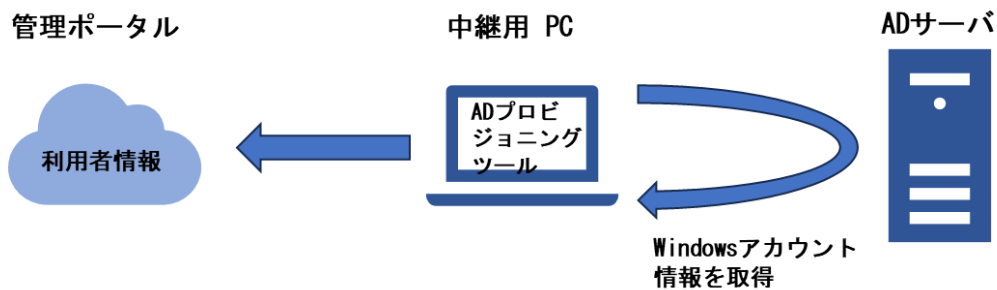 管理ポータル
中継用 PC
ADサーバ
利用者情報
ADプロビ
ジョニング
ツール
Windowsアカウント
情報を取得